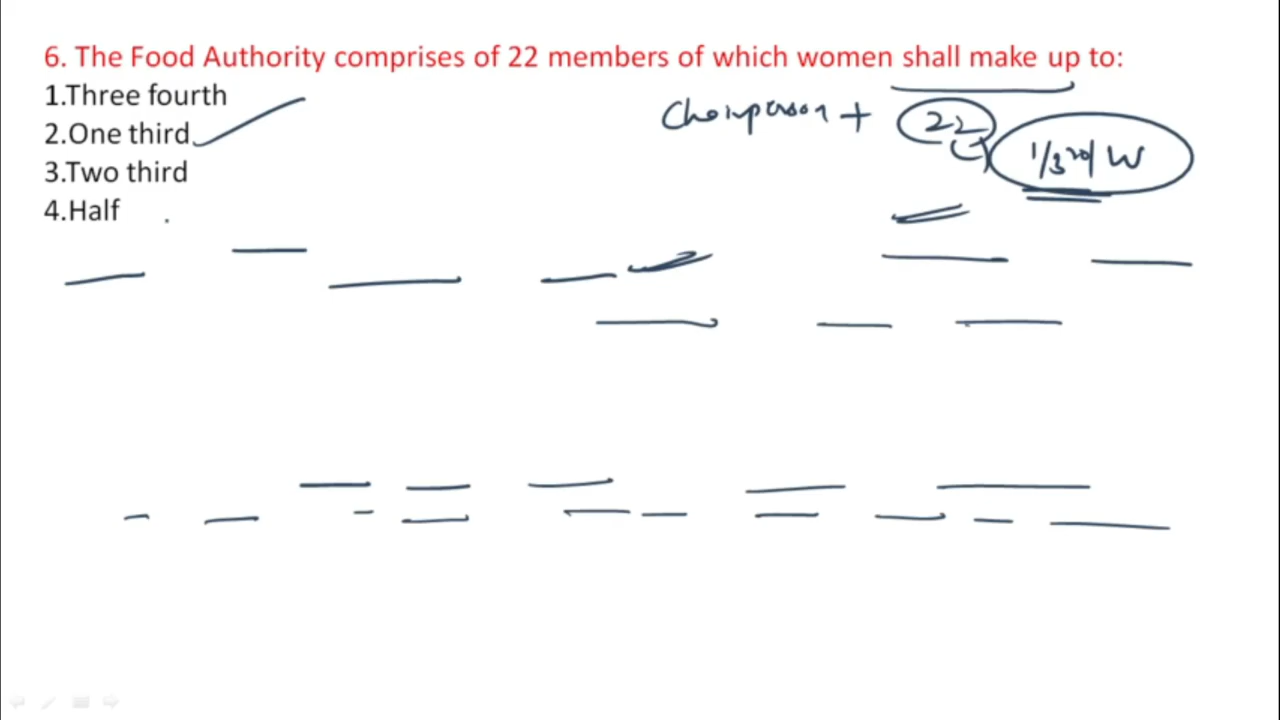 6. The Food Authority comprises of 22 members of which women shall make up to:
1.Three fourth
2.One third
3.Two third
4.Half
Chairperson + 22
1/3rd W